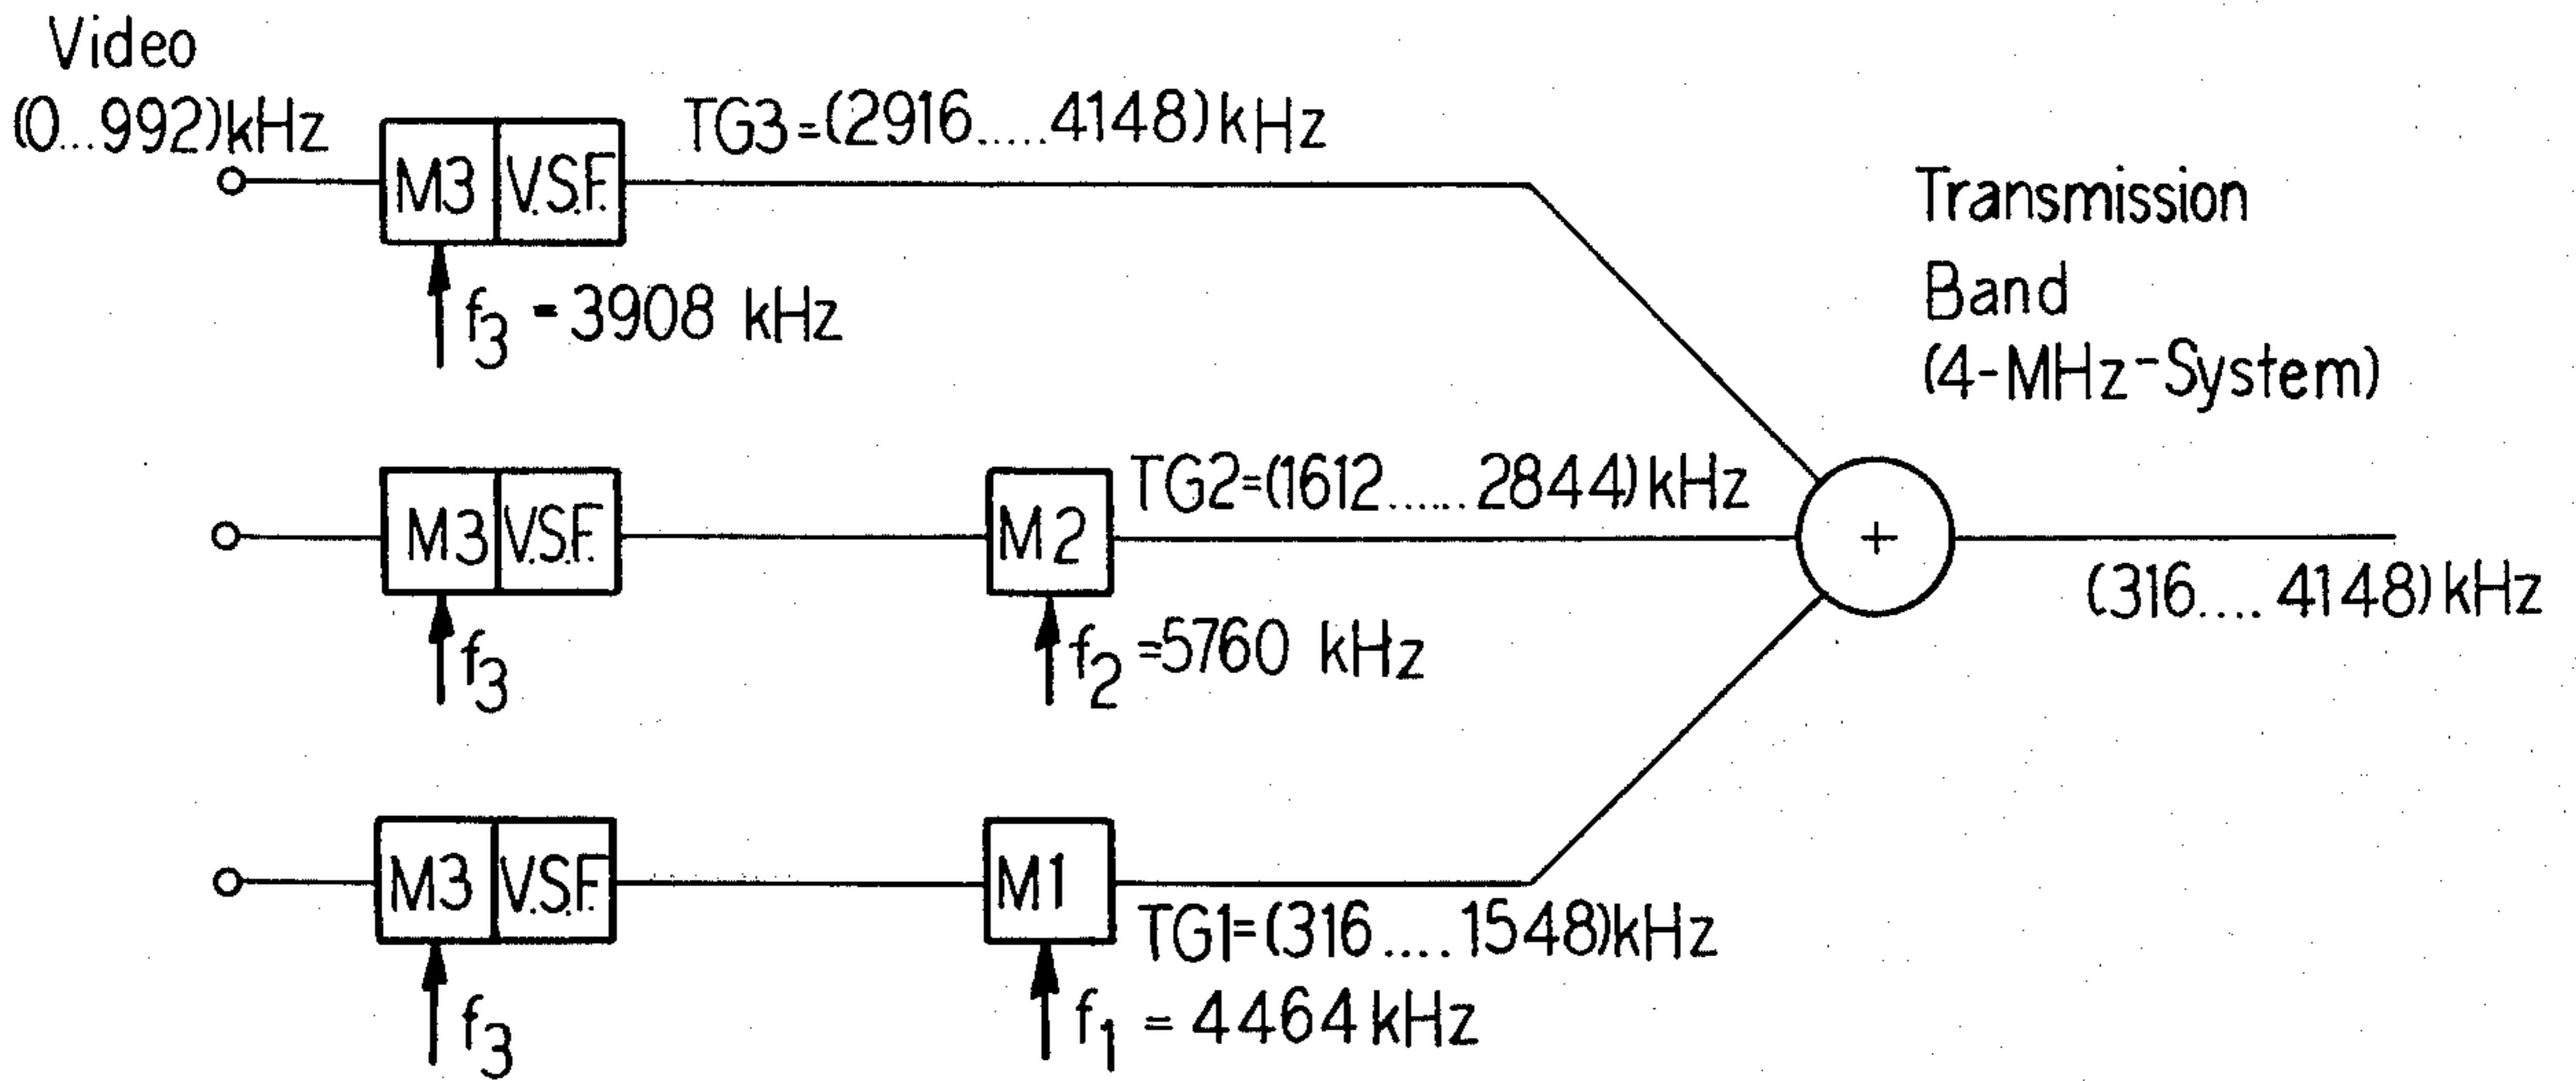 Video
(0...992)kHz
M3 V.S.F.
TG3=(2916.....4148)kHz
f3 = 3908 kHz
Transmission
Band
(4-MHz-System)
M3 V.S.F.
f3
M2
TG2=(1612......2844)kHz
f2 =5760 kHz
+
(316....4148)kHz
M3 V.S.F.
f3
M1
TG1=(316....1548)kHz
f1 = 4464 kHz